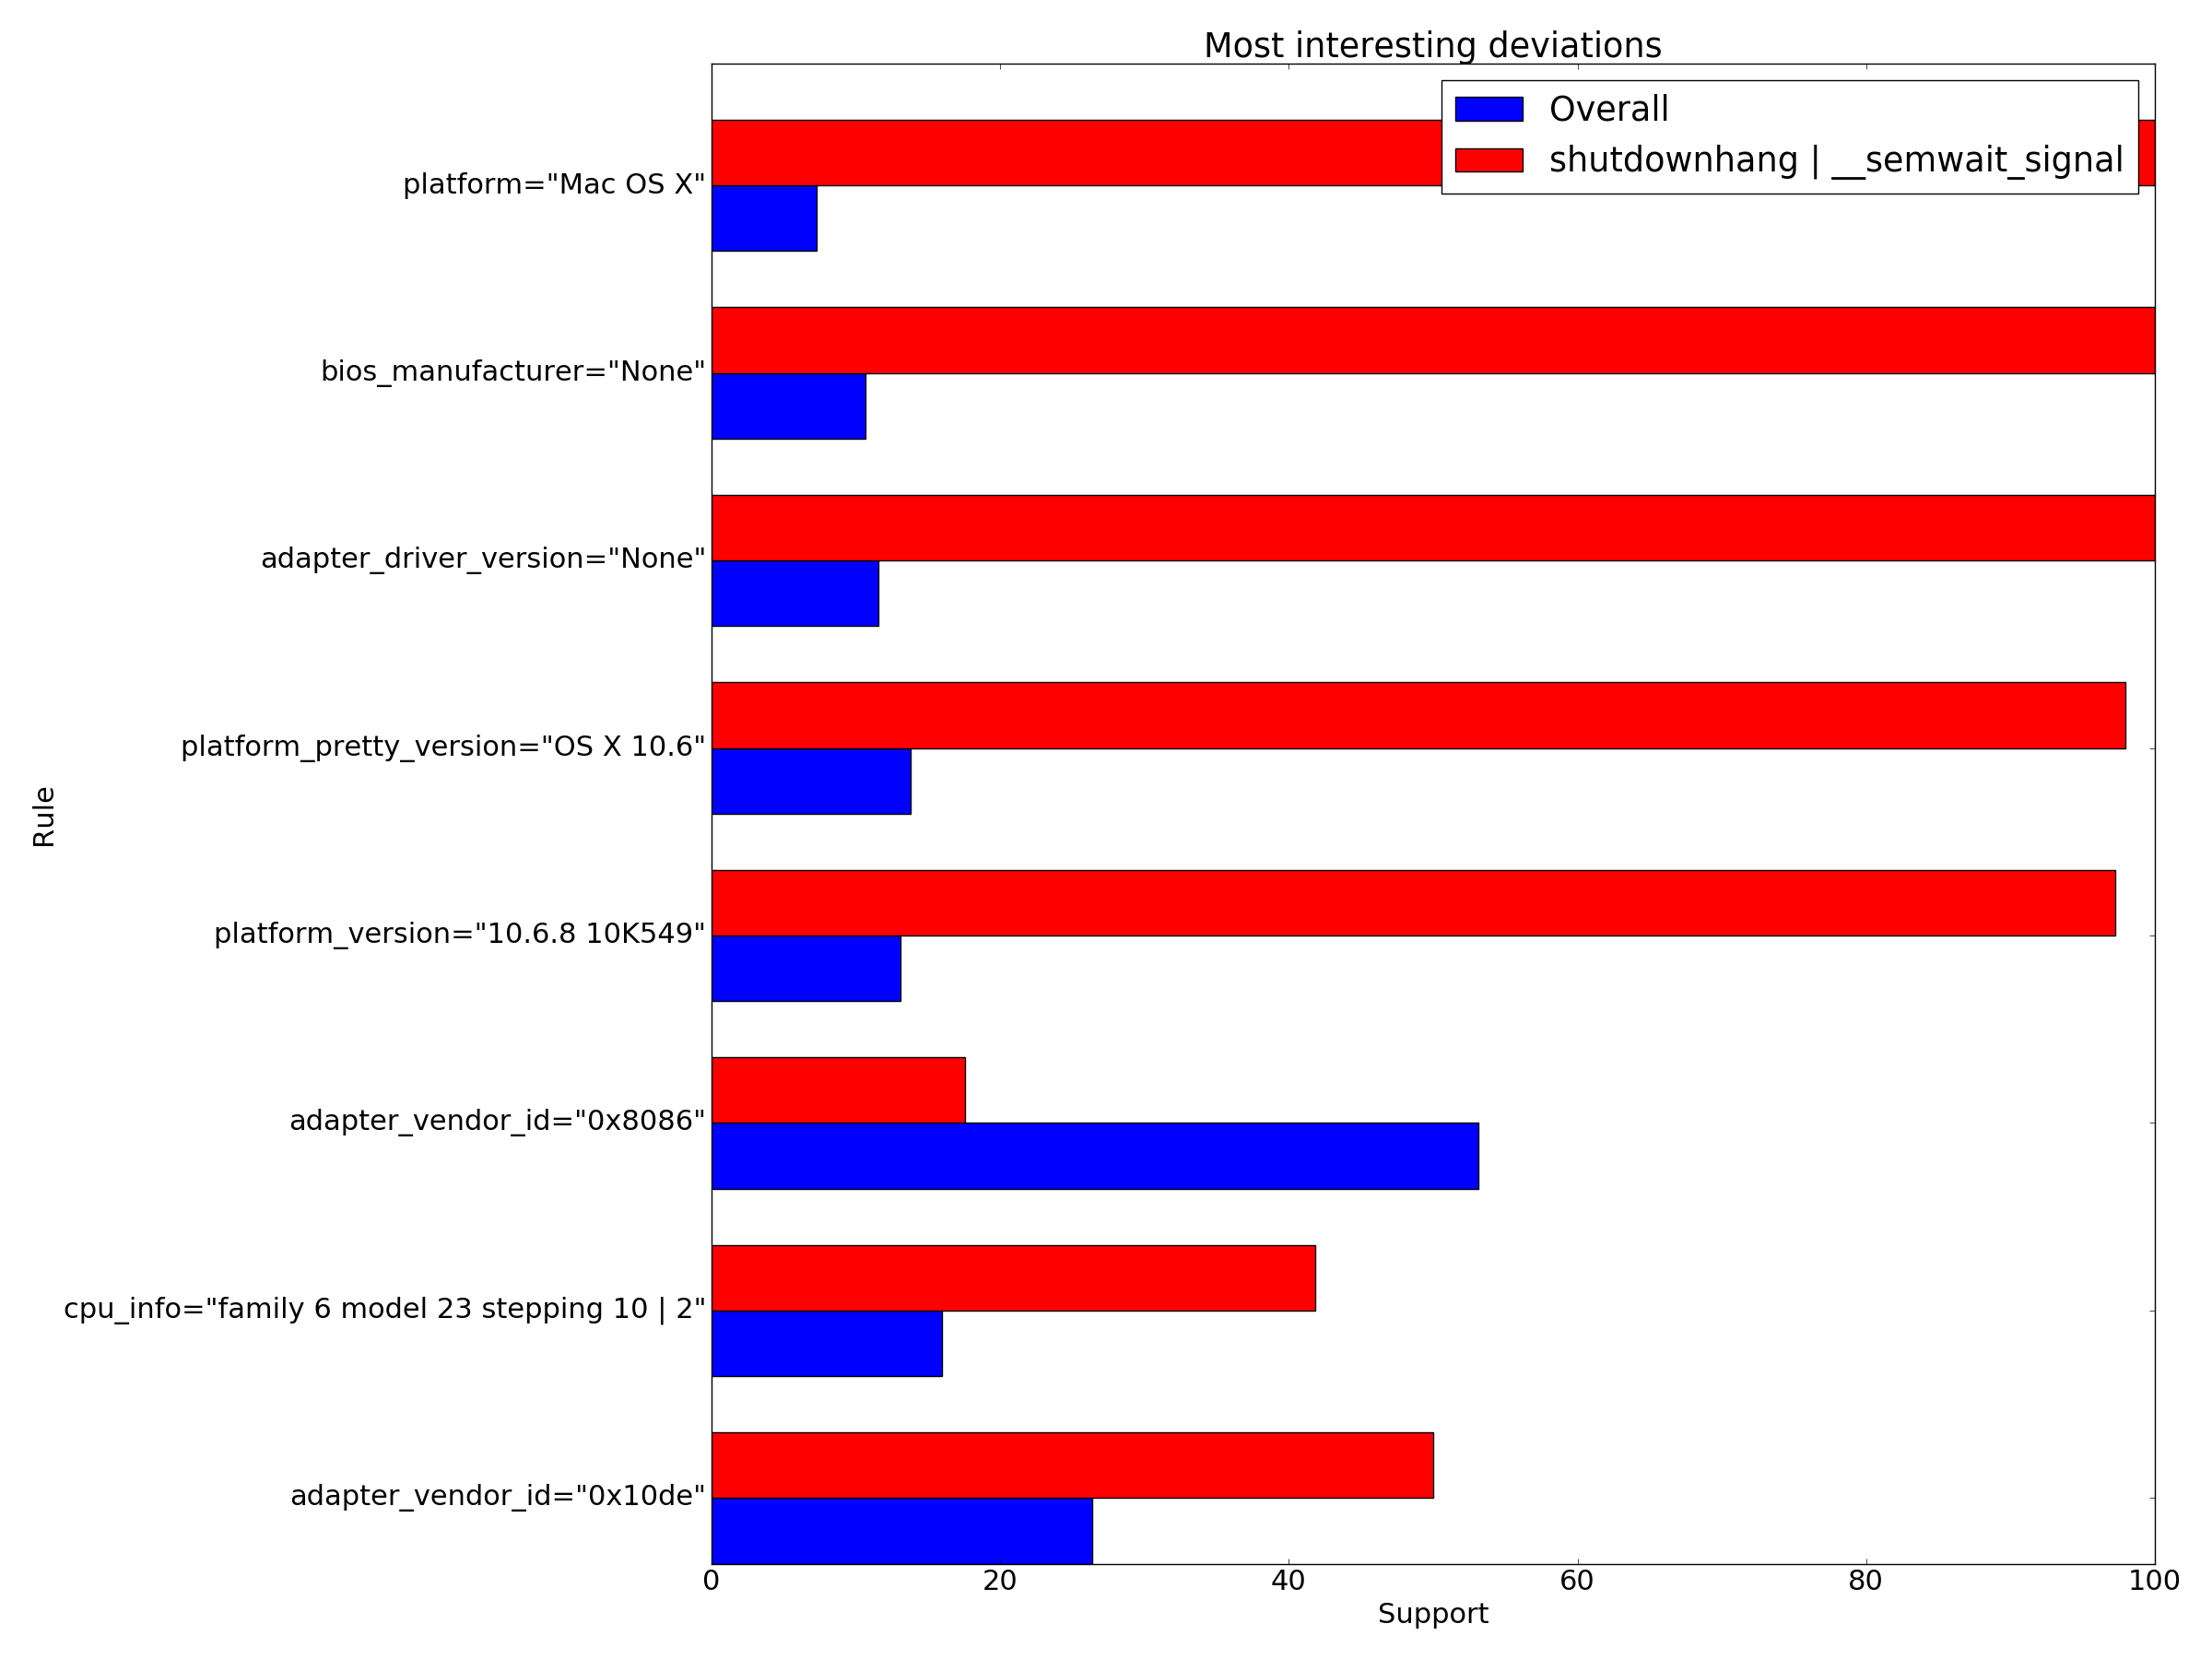 Most interesting deviations
Overall
shutdownhang | __semwait_signal
platform="Mac OS X"
bios_manufacturer="None"
adapter_driver_version="None"
platform_pretty_version="OS X 10.6"
platform_version="10.6.8 10K549"
adapter_vendor_id="0x8086"
cpu_info="family 6 model 23 stepping 10 | 2"
adapter_vendor_id="0x10de"
Rule
0 20 40 60 80 100
Support